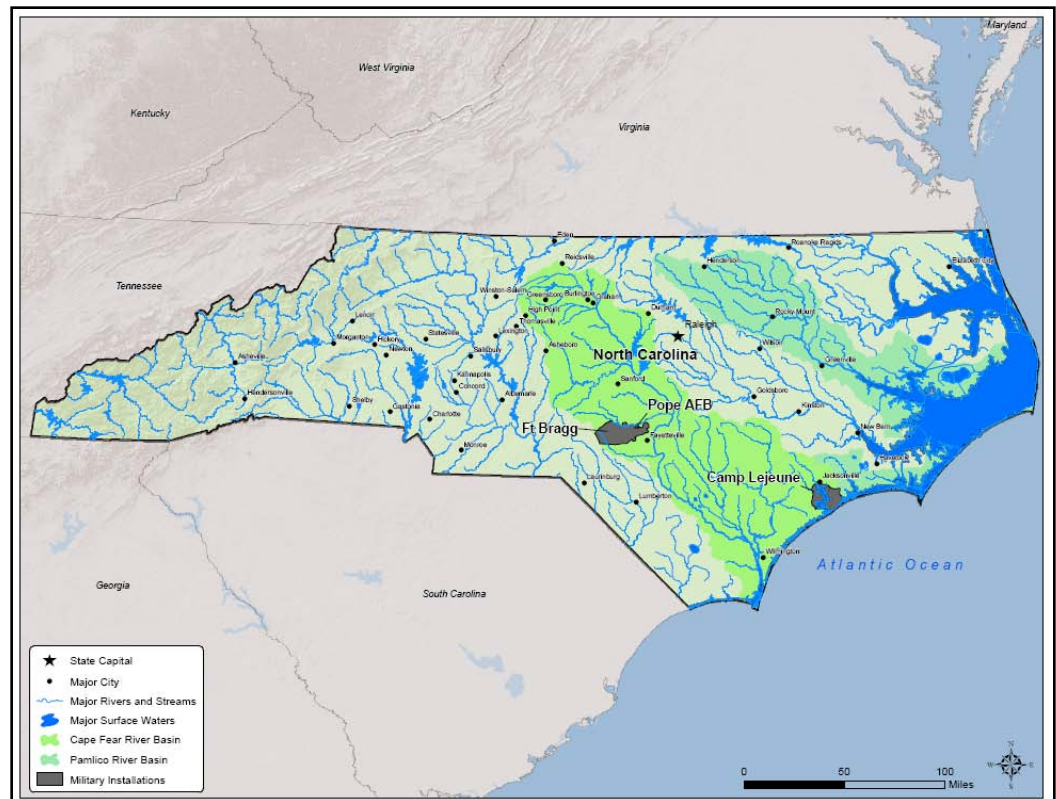 Maryland
West Virginia
Kentucky
Virginia
Eden
Roanoke Rapids
Reidsville
Henderson
Elizabeth City
Tennessee
Winston-Salem
Greensboro
Burlington
Graham
High Point
Durham
Thomasville
Rocky Mount
Lenoir
Raleigh
Statesville
Lexington
Morganton
Hickory
Newton
Wilson
Asheboro
North Carolina
Salisbury
Asheville
Greenville
Kannapolis
Sanford
Concord
Goldsboro
Hendersonville
Albemarle
Kinston
Shelby
Gastonia
Pope AFB
Charlotte
Ft Bragg
New Bern
Fayetteville
Monroe
Havelock
Camp Lejeune
Jacksonville
Laurinburg
Lumberton
Wilmington
Atlantic Ocean
Georgia
South Carolina
State Capital
Major City
Major Rivers and Streams
Major Surface Waters
Cape Fear River Basin
Pamlico River Basin
Military Installations
N
W
E
S
0
50
100
Miles